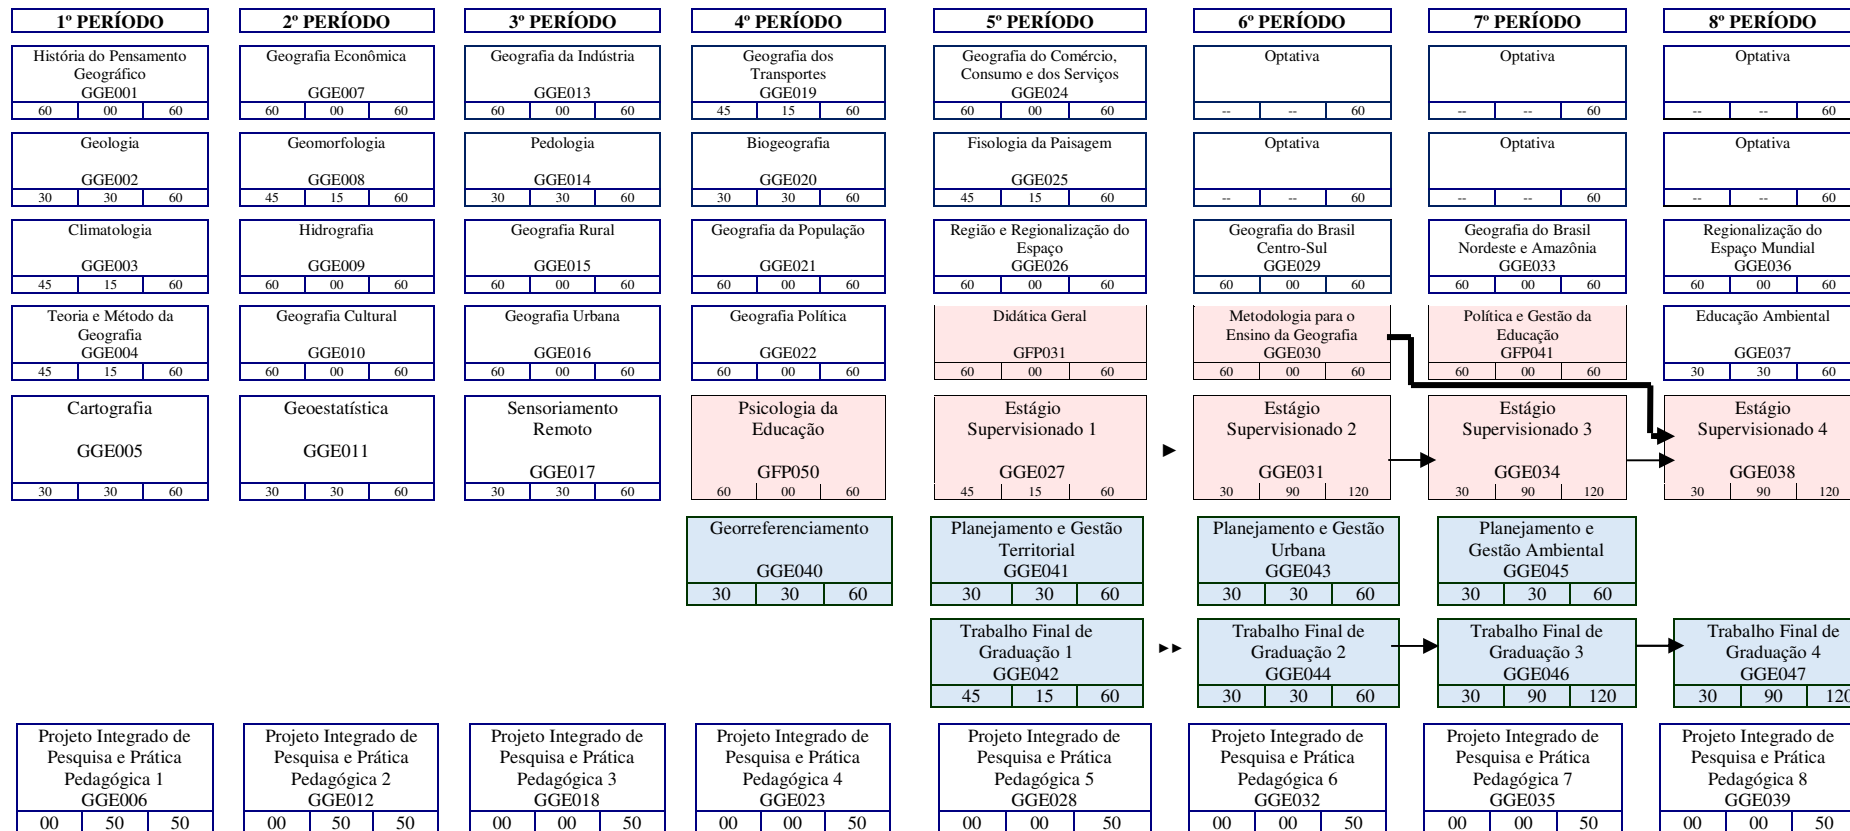 1º PERÍODO 2º PERÍODO 3º PERÍODO 4º PERÍODO 5º PERÍODO 6º PERÍODO 7º PERÍODO 8º PERÍODO
História do Pensamento
Geográfico
GGE001
60 00 60
Geografia Econômica
GGE007
60 00 60
Geografia da Indústria
GGE013
60 00 60
Geografia dos
Transportes
GGE019
45 15 60
Geografia do Comércio,
Consumo e dos Serviços
GGE024
60 00 60
Optativa
-- -- 60
Optativa
-- -- 60
Optativa
-- -- 60
Geologia
GGE002
30 30 60
Geomorfologia
GGE008
45 15 60
Pedologia
GGE014
30 30 60
Biogeografia
GGE020
30 30 60
Fisologia da Paisagem
GGE025
45 15 60
Optativa
-- -- 60
Optativa
-- -- 60
Optativa
-- -- 60
Climatologia
GGE003
45 15 60
Hidrografia
GGE009
60 00 60
Geografia Rural
GGE015
60 00 60
Geografia da População
GGE021
60 00 60
Região e Regionalização do
Espaço
GGE026
60 00 60
Geografia do Brasil
Centro-Sul
GGE029
60 00 60
Geografia do Brasil
Nordeste e Amazônia
GGE033
60 00 60
Regionalização do
Espaço Mundial
GGE036
60 00 60
Teoria e Método da
Geografia
GGE004
45 15 60
Geografia Cultural
GGE010
60 00 60
Geografia Urbana
GGE016
60 00 60
Geografia Política
GGE022
60 00 60
Didática Geral
GFP031
60 00 60
Metodologia para o
Ensino da Geografia
GGE030
60 00 60
Política e Gestão da
Educação
GFP041
60 00 60
Educação Ambiental
GGE037
30 30 60
Cartografia
GGE005
30 30 60
Geoestatística
GGE011
30 30 60
Sensoriamento
Remoto
GGE017
30 30 60
Psicologia da
Educação
GFP050
60 00 60
Estágio
Supervisionado 1
GGE027
45 15 60
Estágio
Supervisionado 2
GGE031
30 90 120
Estágio
Supervisionado 3
GGE034
30 90 120
Estágio
Supervisionado 4
GGE038
30 90 120
Georreferenciamento
GGE040
30 30 60
Planejamento e Gestão
Territorial
GGE041
30 30 60
Planejamento e Gestão
Urbana
GGE043
30 30 60
Planejamento e
Gestão Ambiental
GGE045
30 30 60
Trabalho Final de
Graduação 1
GGE042
45 15 60
Trabalho Final de
Graduação 2
GGE044
30 30 60
Trabalho Final de
Graduação 3
GGE046
30 90 120
Trabalho Final de
Graduação 4
GGE047
30 90 120
Projeto Integrado de
Pesquisa e Prática
Pedagógica 1
GGE006
00 50 50
Projeto Integrado de
Pesquisa e Prática
Pedagógica 2
GGE012
00 50 50
Projeto Integrado de
Pesquisa e Prática
Pedagógica 3
GGE018
00 00 50
Projeto Integrado de
Pesquisa e Prática
Pedagógica 4
GGE023
00 00 50
Projeto Integrado de
Pesquisa e Prática
Pedagógica 5
GGE028
00 00 50
Projeto Integrado de
Pesquisa e Prática
Pedagógica 6
GGE032
00 00 50
Projeto Integrado de
Pesquisa e Prática
Pedagógica 7
GGE035
00 00 50
Projeto Integrado de
Pesquisa e Prática
Pedagógica 8
GGE039
00 00 50